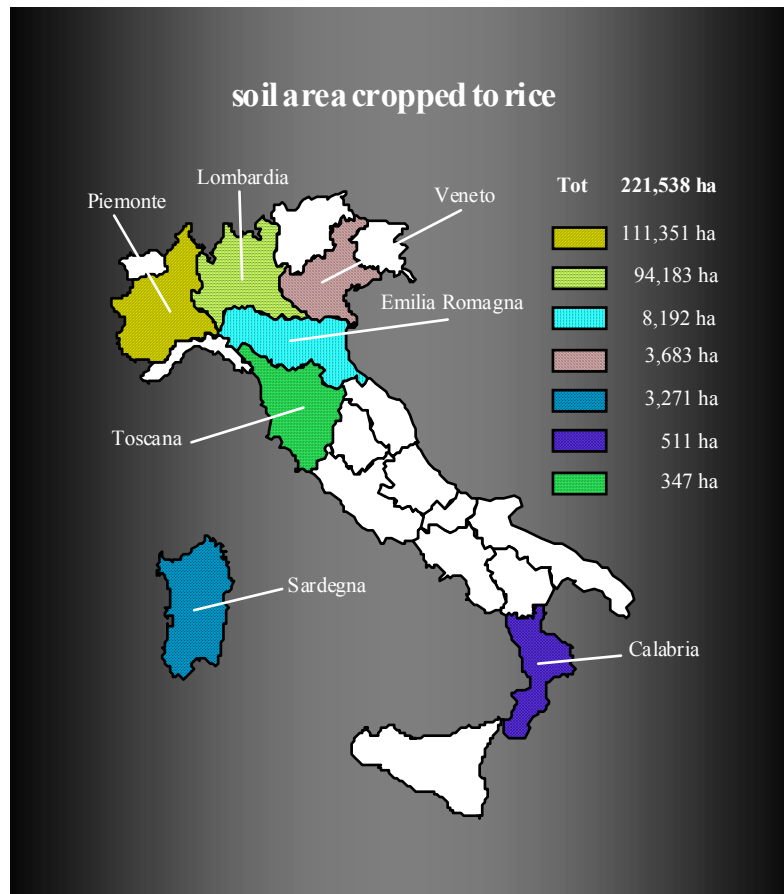 soil area cropped to rice
Lombardia
Piemonte
Veneto
Emilia Romagna
Toscana
Sardegna
Calabria
Tot 221,538 ha
111,351 ha
94,183 ha
8,192 ha
3,683 ha
3,271 ha
511 ha
347 ha